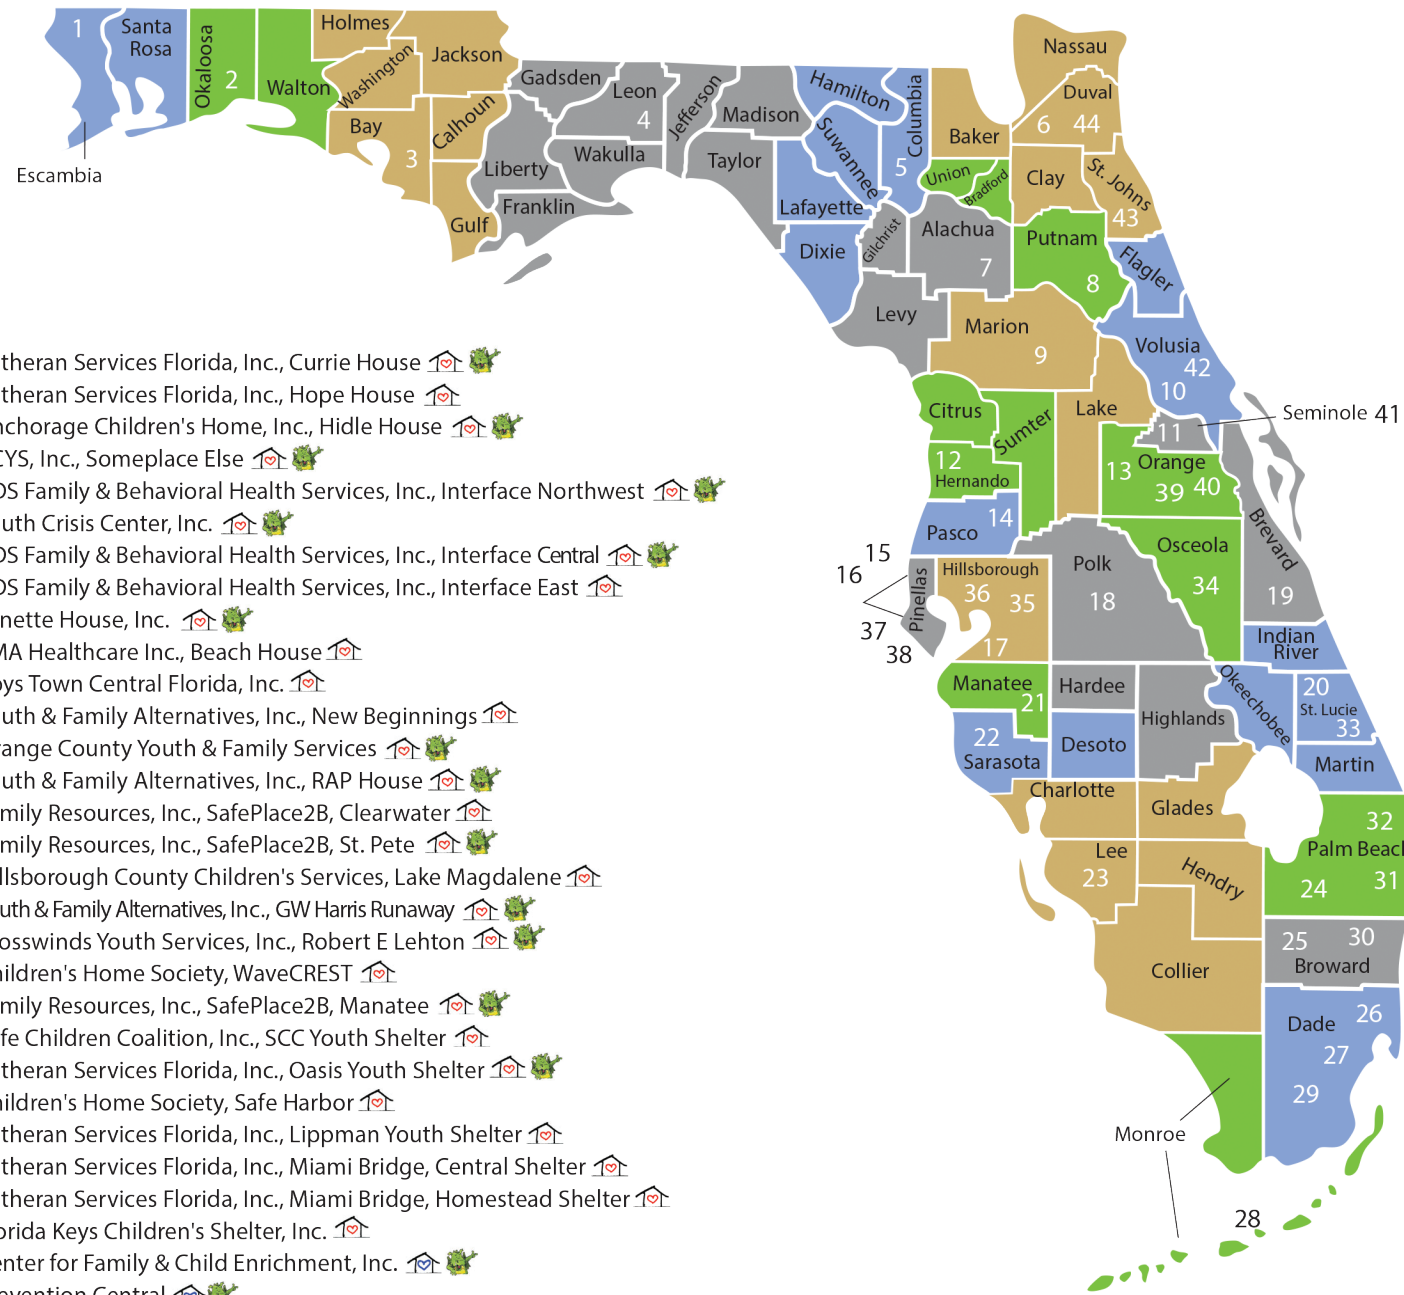 1
Santa
Rosa
Okaloosa
2
Walton
Holmes
Washington
Jackson
Bay
3
Calhoun
Gulf
Escambia
Gadsden
Leon
4
Jefferson
Madison
Liberty
Wakulla
Taylor
Franklin
Hamilton
Suwannee
Columbia
5
Lafayette
Dixie
Baker
Nassau
Duval
6 44
Union
Bradford
Clay
St. Johns
43
Gilchrist
Alachua
7
Putnam
8
Flagler
Levy
Marion
9
Volusia
42
10
Citrus
Sumter
Lake
11
Seminole 41
12
Hernando
13
Orange
39 40
Pasco 14
15
16
37
38
Pinellas
Hillsborough
36
35
17
Polk
18
Osceola
34
Brevard
19
Indian
River
Manatee
21
Hardee
Highlands
Okeechobee
20
St. Lucie
33
22
Sarasota
Desoto
Martin
Charlotte
Glades
Lee
23
Hendry
32
Palm Beach
24
31
Collier
25 30
Broward
Dade
26
27
29
Monroe
28
theran Services Florida, Inc., Currie House
theran Services Florida, Inc., Hope House
nchorage Children's Home, Inc., Hidle House
CYS, Inc., Someplace Else
DS Family & Behavioral Health Services, Inc., Interface Northwest
uth Crisis Center, Inc.
DS Family & Behavioral Health Services, Inc., Interface Central
DS Family & Behavioral Health Services, Inc., Interface East
nette House, Inc.
MA Healthcare Inc., Beach House
oys Town Central Florida, Inc.
uth & Family Alternatives, Inc., New Beginnings
range County Youth & Family Services
uth & Family Alternatives, Inc., RAP House
mily Resources, Inc., SafePlace2B, Clearwater
mily Resources, Inc., SafePlace2B, St. Pete
llsborough County Children's Services, Lake Magdalene
uth & Family Alternatives, Inc., GW Harris Runaway
osswinds Youth Services, Inc., Robert E Lehton
hildren's Home Society, WaveCREST
mily Resources, Inc., SafePlace2B, Manatee
fe Children Coalition, Inc., SCC Youth Shelter
theran Services Florida, Inc., Oasis Youth Shelter
hildren's Home Society, Safe Harbor
theran Services Florida, Inc., Lippman Youth Shelter
theran Services Florida, Inc., Miami Bridge, Central Shelter
theran Services Florida, Inc., Miami Bridge, Homestead Shelter
orida Keys Children's Shelter, Inc.
enter for Family & Child Enrichment, Inc.
evention Central